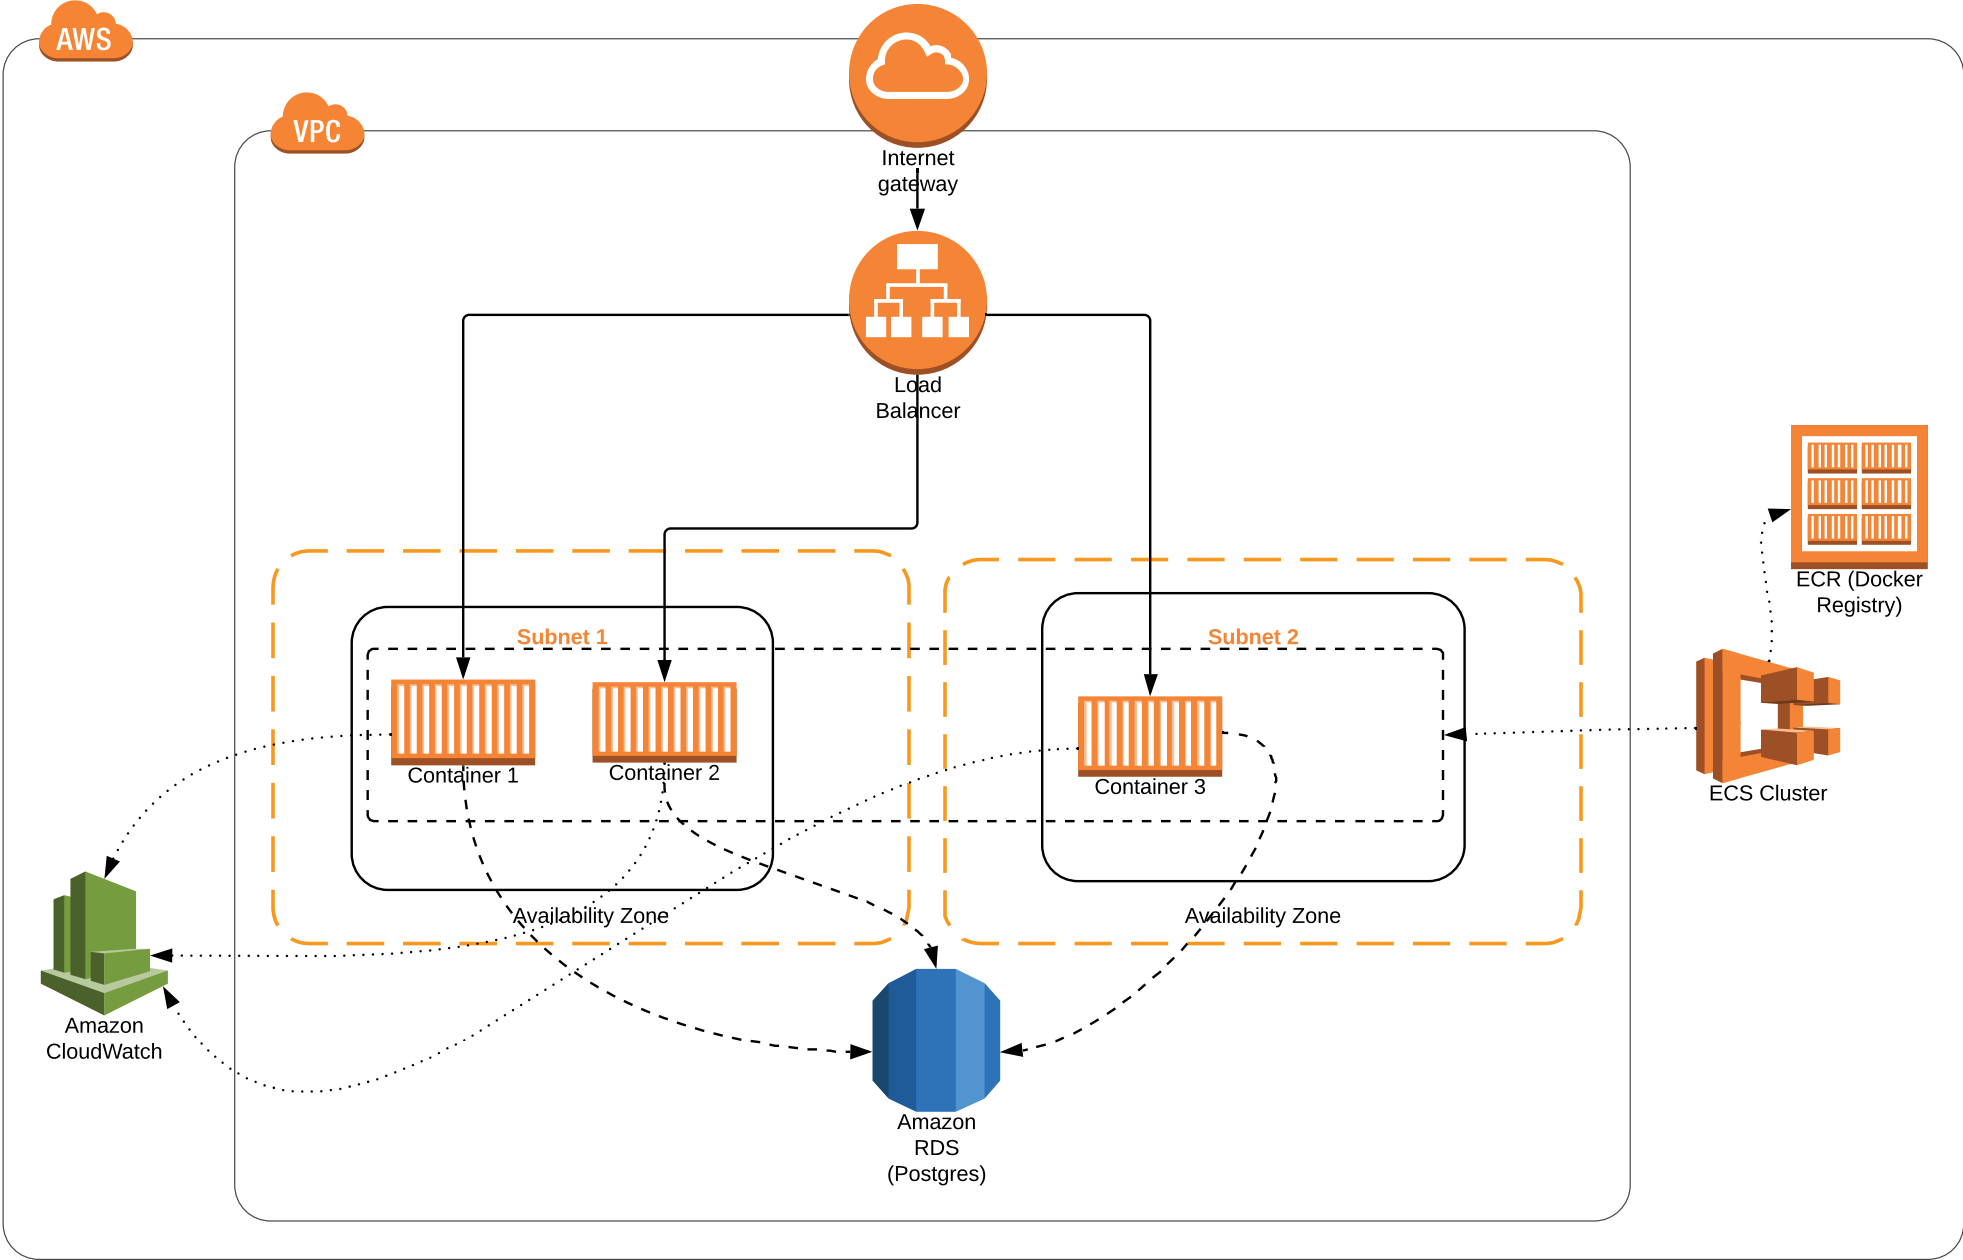 AWS
VPC
Internet
gateway
Load
Balancer
ECR (Docker
Registry)
Subnet 1
Subnet 2
Container 1
Container 2
Container 3
ECS Cluster
Availability Zone
Availability Zone
Amazon
CloudWatch
Amazon
RDS
(Postgres)